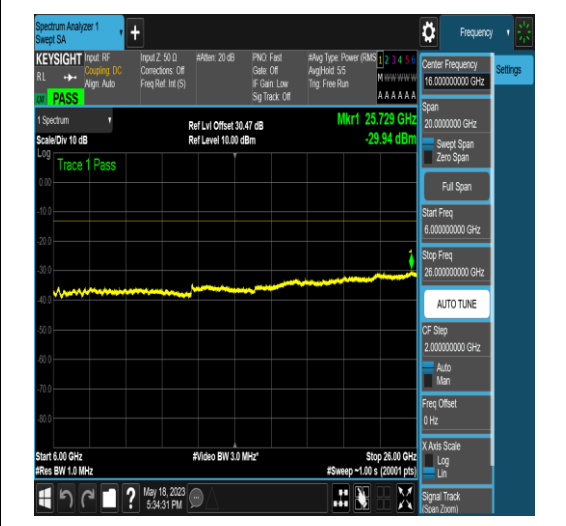 Spectrum Analyzer 1
Swept SA
+
Frequency
KEYSIGHT
RL
PASS
Input: RF
Coupling: DC
Align: Auto
Input Z: 50 Ω
Corrections: Off
Freq Ref: Int (S)
#Atten: 20 dB
PNO: Fast
Gate: Off
IF Gain: Low
Sig Track: Off
#Avg Type: Power (RMS
Avg|Hold: 5/5
Trig: Free Run
1 2 3 4 5 6
M w w w w w
A A A A A A
1 Spectrum
Scale/Div 10 dB
Ref Lvl Offset 30.47 dB
Ref Level 10.00 dBm
Mkr1 25.729 GHz
-29.94 dBm
Log
Trace 1 Pass
0.00
-10.0
-20.0
-30.0
-40.0
-50.0
-60.0
-70.0
-80.0
1
Start 6.00 GHz
#Res BW 1.0 MHz
#Video BW 3.0 MHz*
Stop 26.00 GHz
#Sweep ~1.00 s (20001 pts)
May 18, 2023
5:34:31 PM
?
Center Frequency
16.000000000 GHz
Settings
Span
20.0000000 GHz
Swept Span
Zero Span
Full Span
Start Freq
6.000000000 GHz
Stop Freq
26.000000000 GHz
AUTO TUNE
CF Step
2.000000000 GHz
Auto
Man
Freq Offset
0 Hz
X Axis Scale
Log
Lin
Signal Track
(Span Zoom)